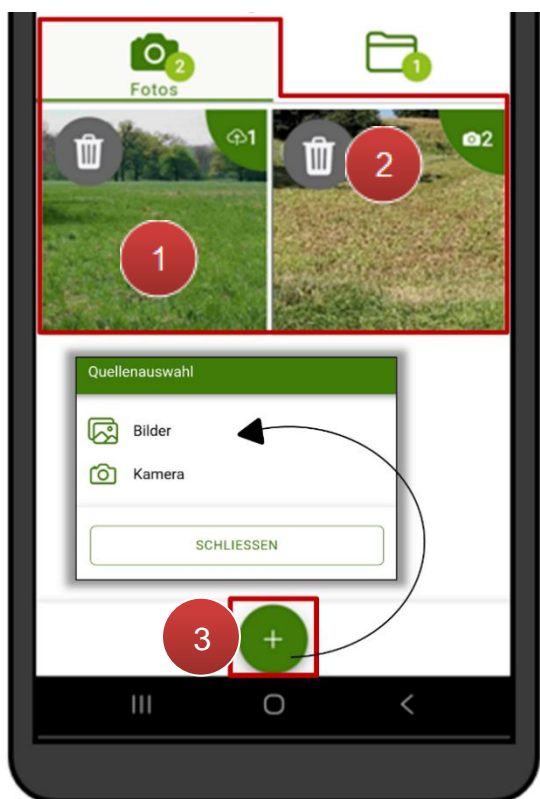 2
Fotos
1
1
2
1
2
Quellenauswahl
Bilder
Kamera
SCHLIESSEN
3
+